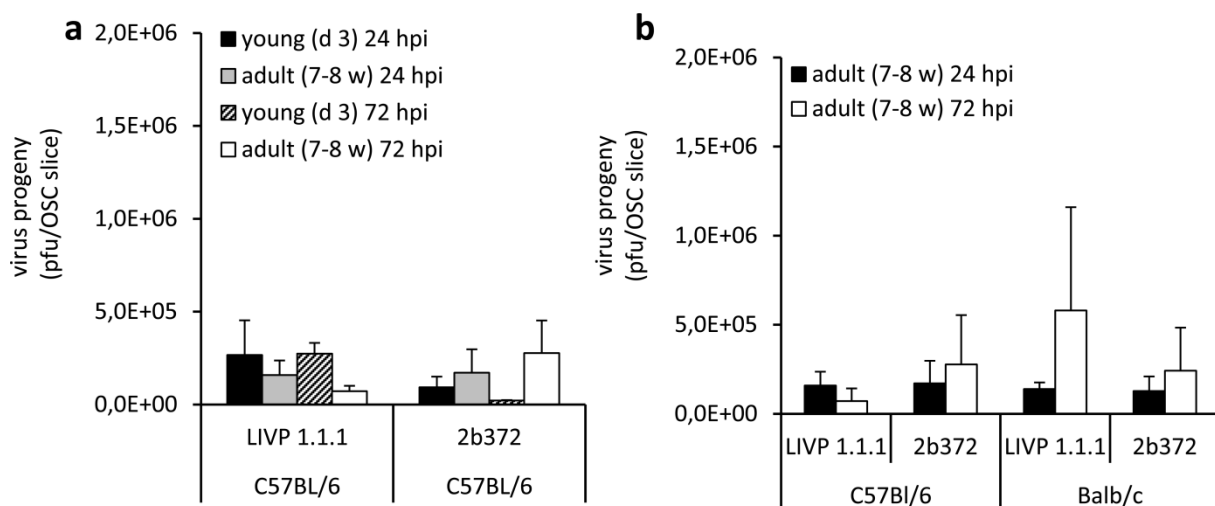 a
virus progeny
(pfu/OSC slice)
2,0E+06
1,5E+06
1,0E+06
5,0E+05
0,0E+00
young (d 3) 24 hpi
adult (7-8 w) 24 hpi
young (d 3) 72 hpi
adult (7-8 w) 72 hpi
LIVP 1.1.1 2b372
C57BL/6 C57BL/6
b
virus progeny
(pfu/OSC slice)
2,0E+06
1,5E+06
1,0E+06
5,0E+05
0,0E+00
adult (7-8 w) 24 hpi
adult (7-8 w) 72 hpi
LIVP 1.1.1 2b372 LIVP 1.1.1 2b372
C57Bl/6 Balb/c